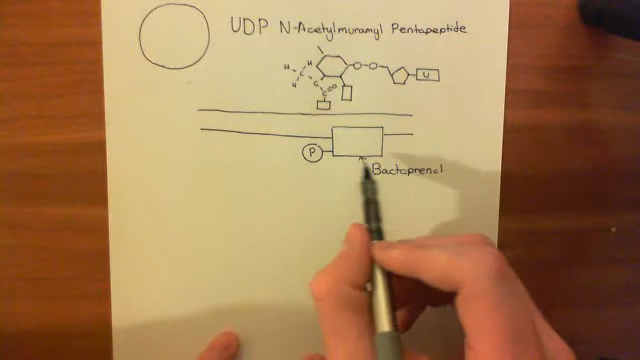 UDP N-Acetylmuramyl Pentapeptide
H H
C
H
C
C O
U
P
Bactoprenol